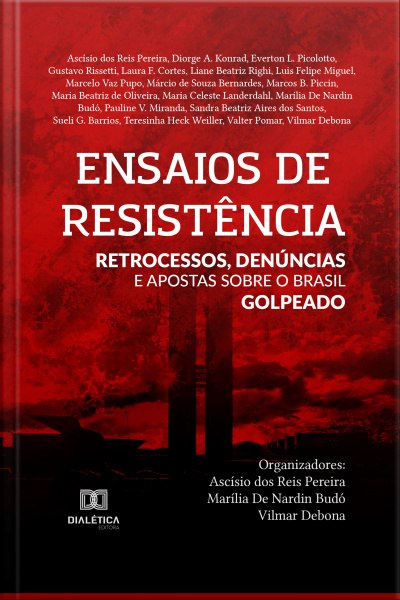 Ascísio dos Reis Pereira, Diorge A. Konrad, Everton L. Picolotto,
Gustavo Rissetti, Laura F. Cortes, Liane Beatriz Righi, Luis Felipe Miguel,
Marcelo Vaz Pupo, Márcio de Souza Bernardes, Marcos B. Piccin,
Maria Beatriz de Oliveira, Maria Celeste Landerdahl, Marília De Nardin
Budó, Pauline V. Miranda, Sandra Beatriz Aires dos Santos,
Sueli G. Barrios, Teresinha Heck Weiller, Valter Pomar, Vilmar Debona
ENSAIOS DE
RESISTÊNCIA
RETROCESSOS, DENÚNCIAS
E APOSTAS SOBRE O BRASIL
GOLPEADO
Organizadores:
Ascísio dos Reis Pereira
Marília De Nardin Budó
Vilmar Debona
DIALÉTICA
EDITORA